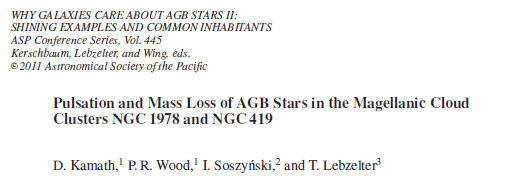 WHY GALAXIES CARE ABOUT AGB STARS II:
SHINING EXAMPLES AND COMMON INHABITANTS
ASP Conference Series, Vol. 445
Kerschbaum, Lebzelter, and Wing, eds.
©2011 Astronomical Society of the Pacific
Pulsation and Mass Loss of AGB Stars in the Magellanic Cloud
Clusters NGC 1978 and NGC 419
D. Kamath,¹ P. R. Wood,¹ I. Soszyński,² and T. Lebzelter³